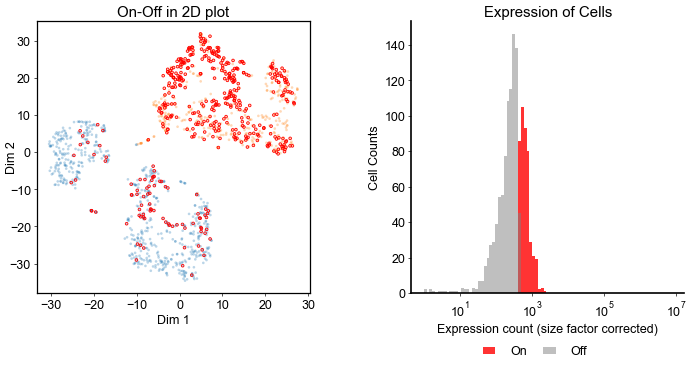 On-Off in 2D plot
30
20
10
0
−10
−20
−30
Dim 2
−30 −20 −10 0 10 20 30
Dim 1
Expression of Cells
140
120
100
80
60
40
20
0
Cell Counts
10^1 10^3 10^5 10^7
Expression count (size factor corrected)
On Off